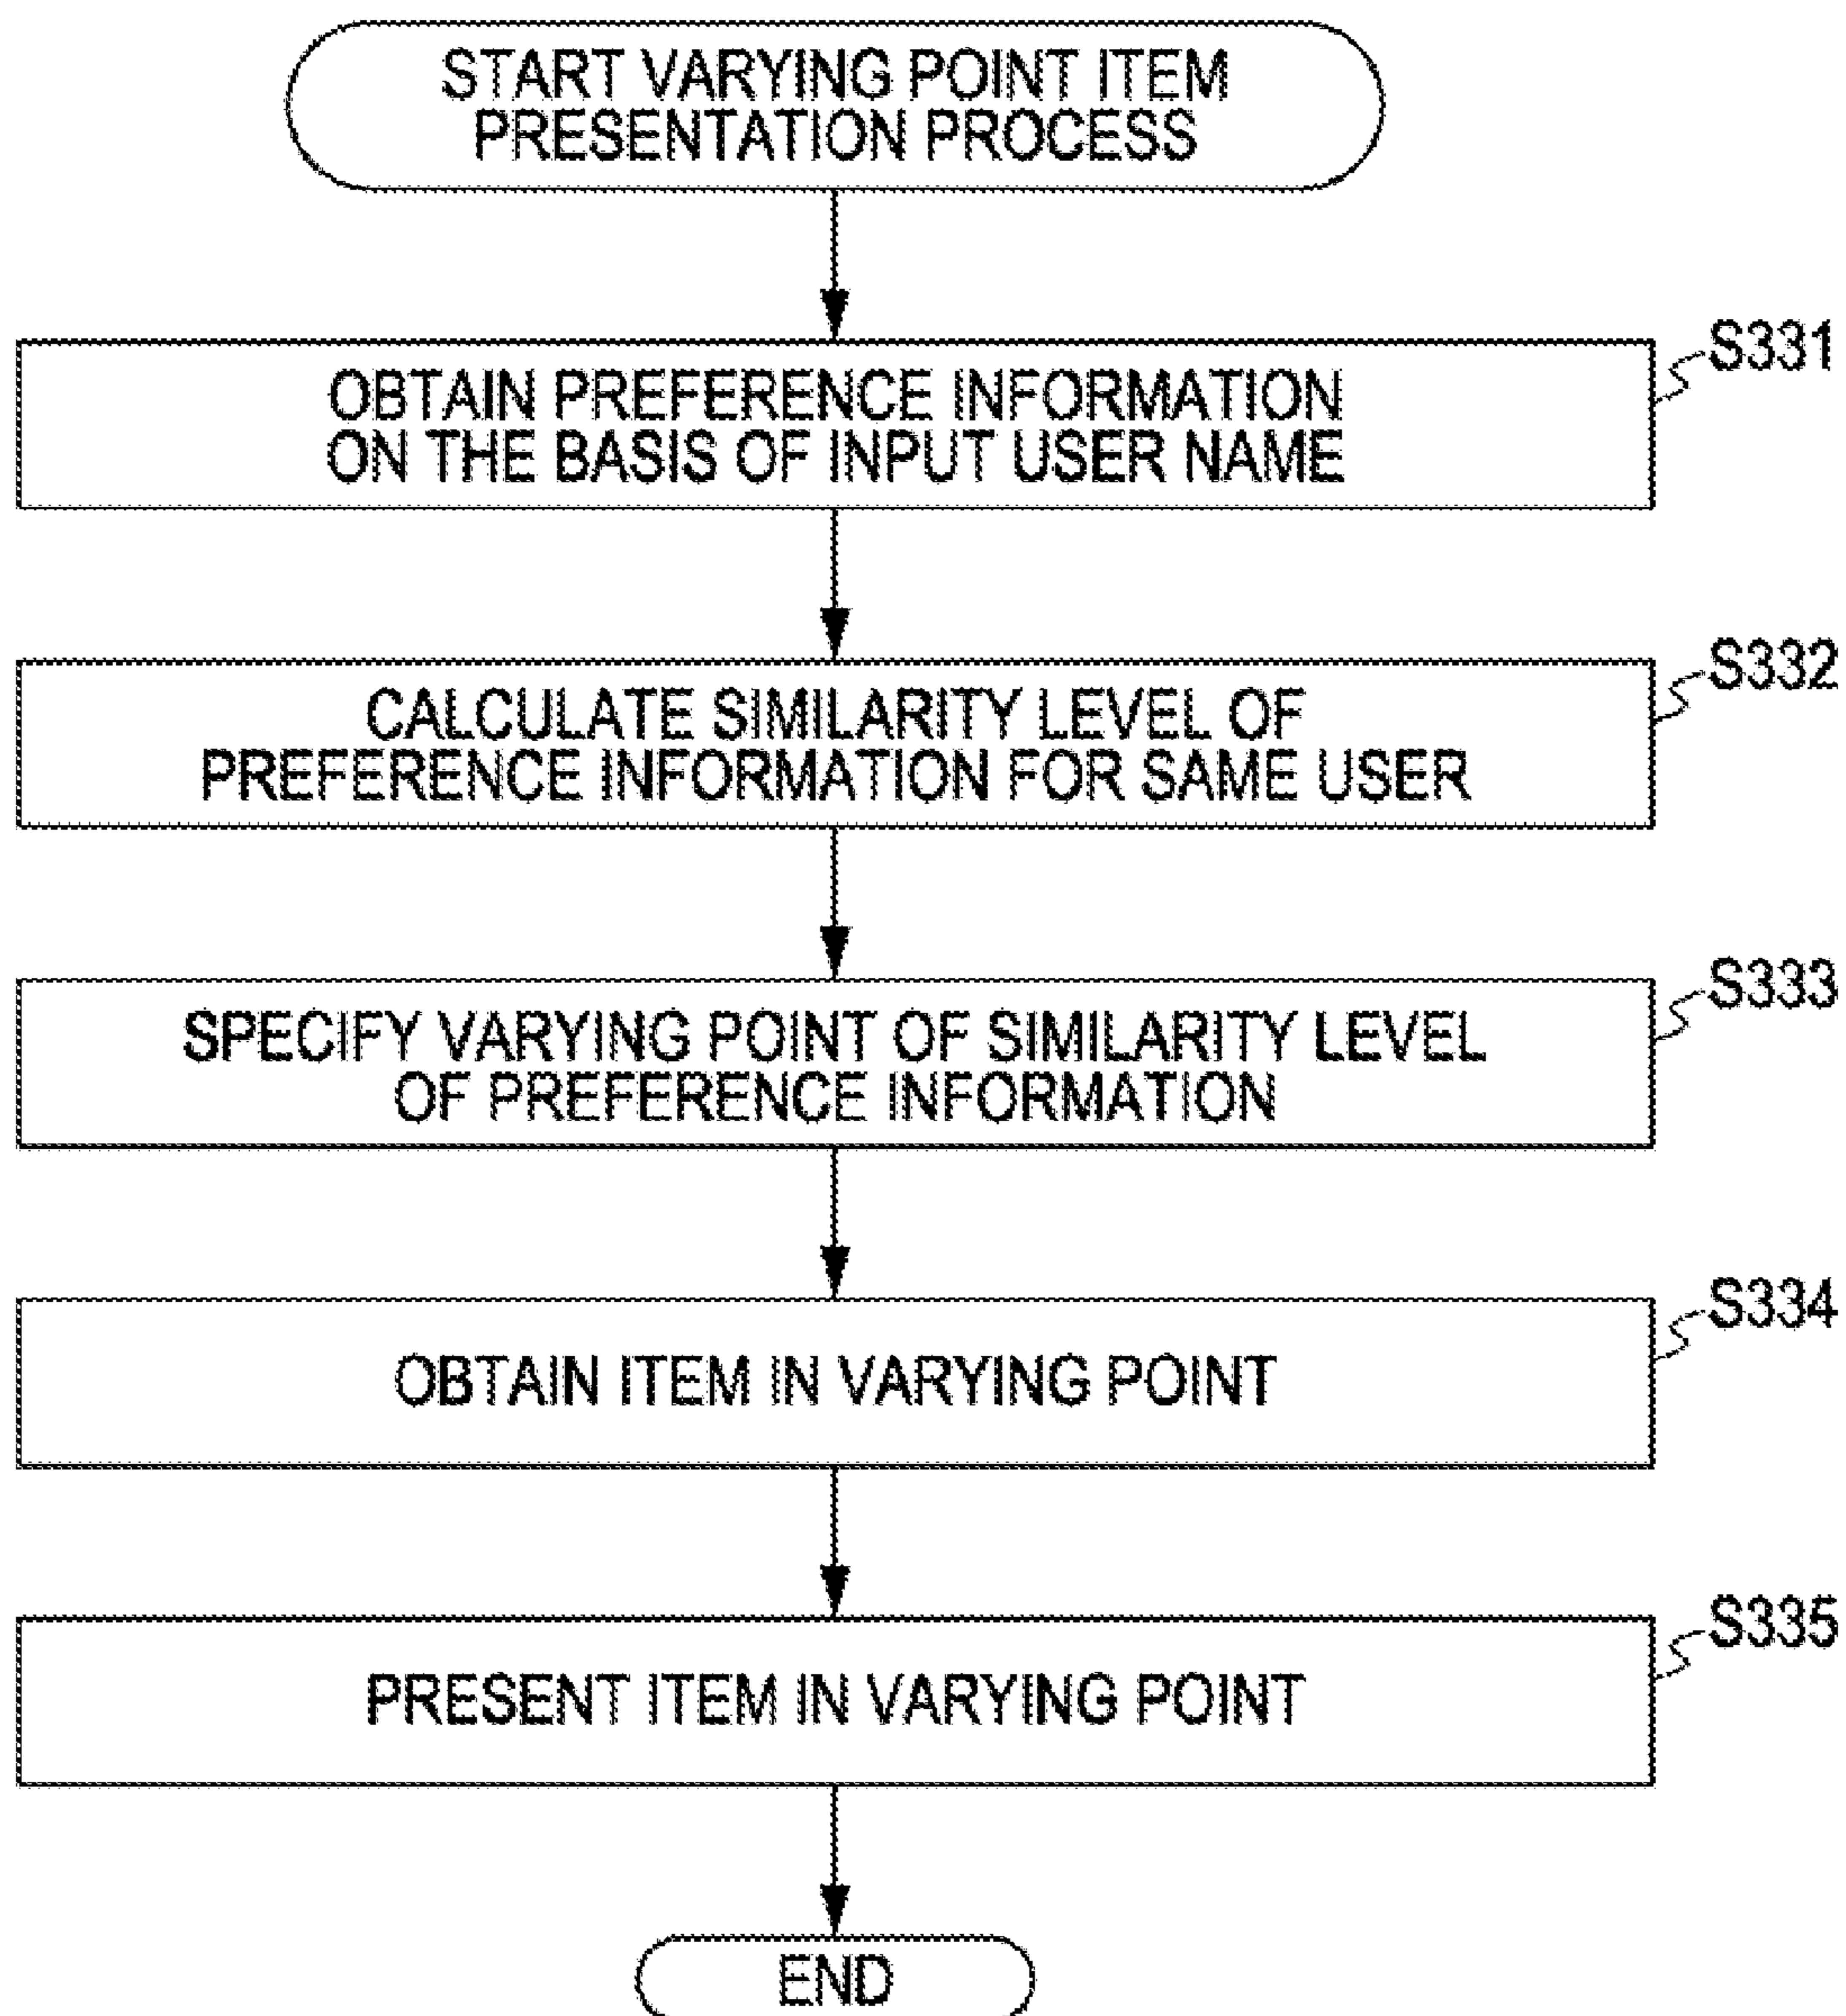 START VARYING POINT ITEM
PRESENTATION PROCESS
S331
OBTAIN PREFERENCE INFORMATION
ON THE BASIS OF INPUT USER NAME
S332
CALCULATE SIMILARITY LEVEL OF
PREFERENCE INFORMATION FOR SAME USER
S333
SPECIFY VARYING POINT OF SIMILARITY LEVEL
OF PREFERENCE INFORMATION
S334
OBTAIN ITEM IN VARYING POINT
S335
PRESENT ITEM IN VARYING POINT
END